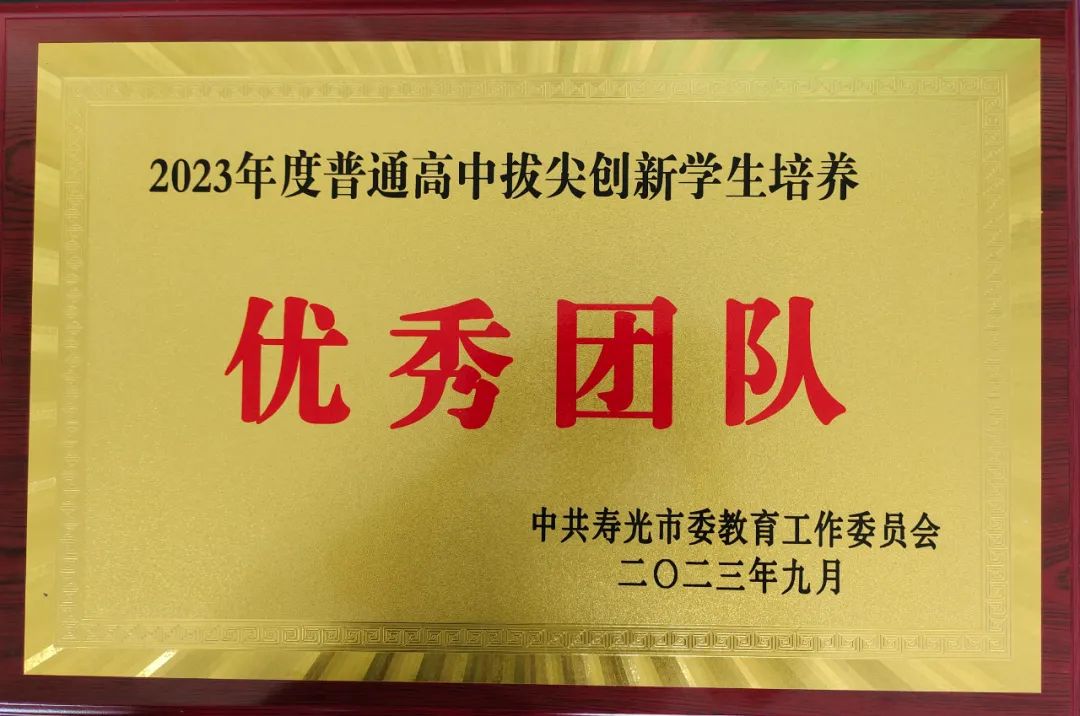 2023年度普通高中拔尖创新学生培养
优秀团队
中共寿光市委教育工作委员会
二〇二三年九月